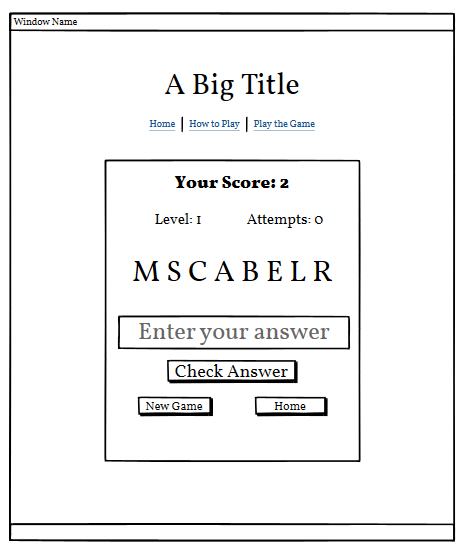 Window Name
A Big Title
Home | How to Play | Play the Game
Your Score: 2
Level: 1 Attempts: 0
M S C A B E L R
Enter your answer
Check Answer
New Game Home